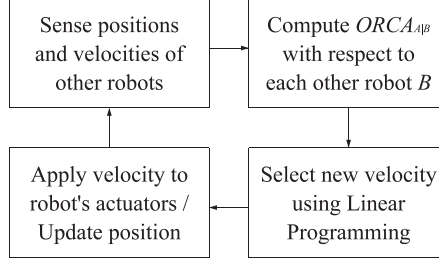 Sense positions
and velocities of
other robots
Compute ORCA_{A|B}
with respect to
each other robot B
Select new velocity
using Linear
Programming
Apply velocity to
robot's actuators /
Update position